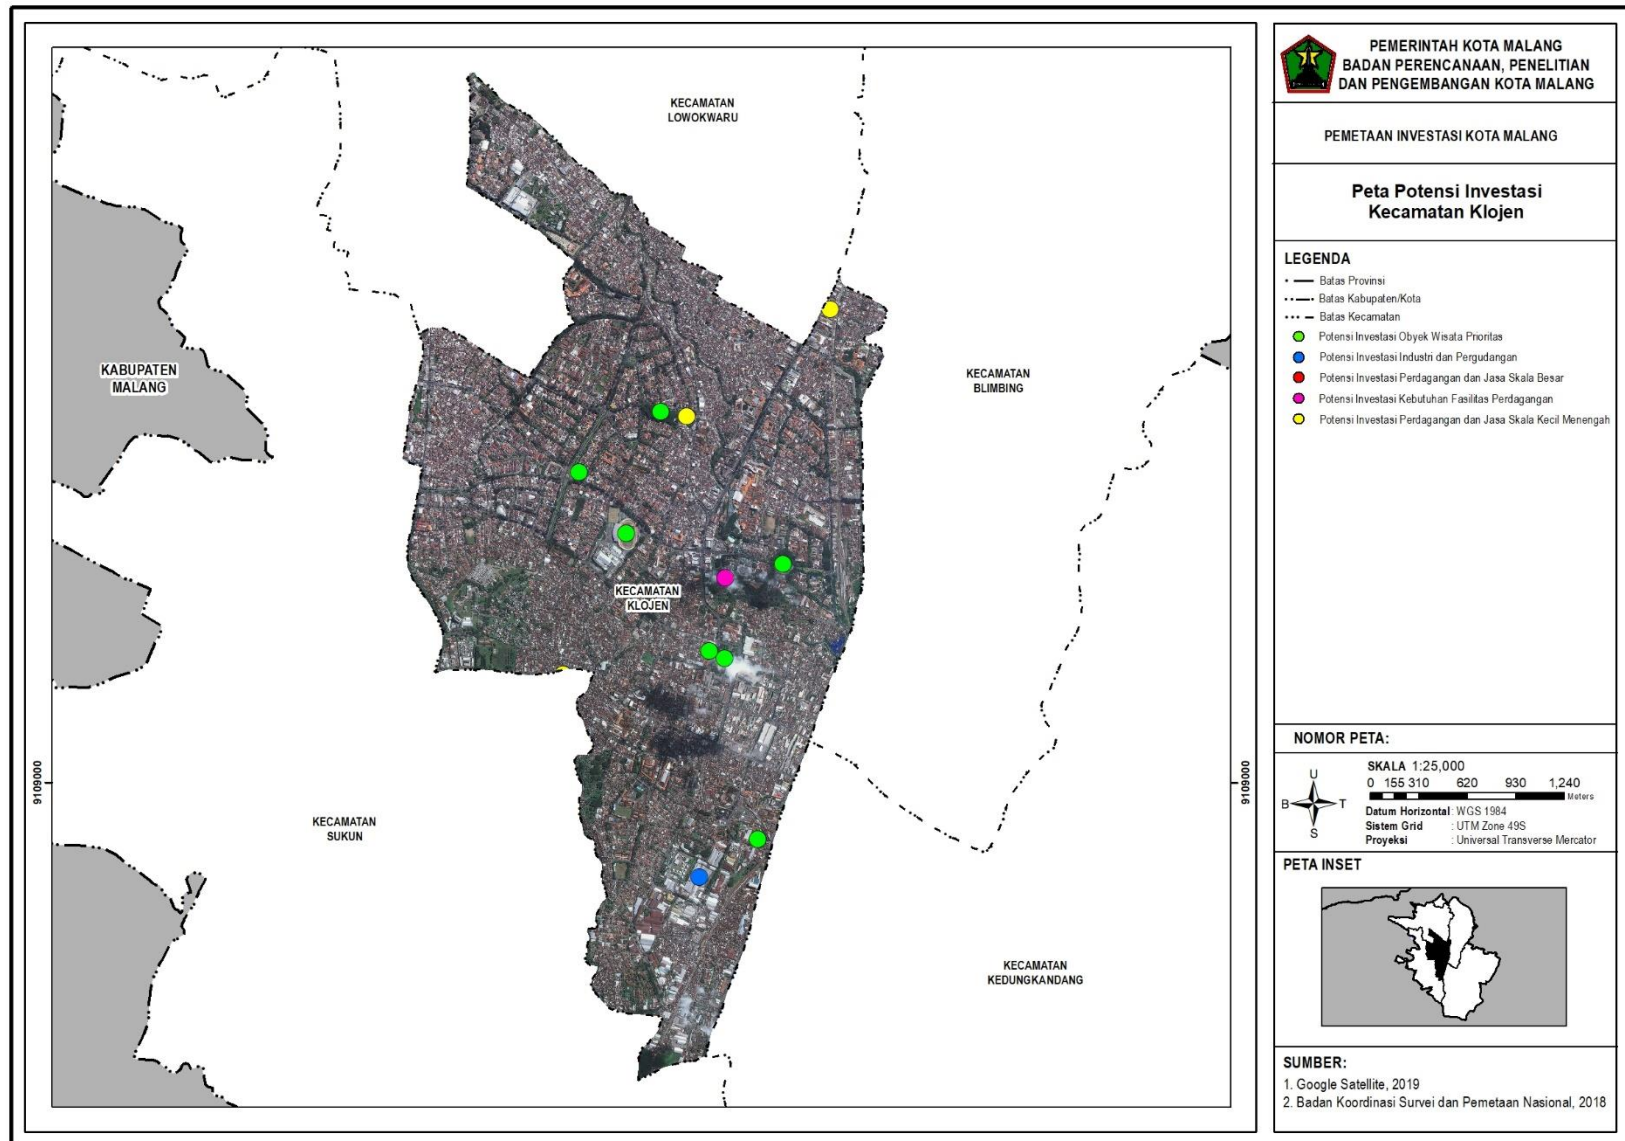 KECAMATAN
LOWOKWARU
KABUPATEN
MALANG
KECAMATAN
BLIMBING
KECAMATAN
KLOJEN
9109000
9109000
KECAMATAN
SUKUN
KECAMATAN
KEDUNGKANDANG
PEMERINTAH KOTA MALANG
BADAN PERENCANAAN, PENELITIAN
DAN PENGEMBANGAN KOTA MALANG
PEMETAAN INVESTASI KOTA MALANG
Peta Potensi Investasi
Kecamatan Klojen
LEGENDA
Batas Provinsi
Batas Kabupaten/Kota
Batas Kecamatan
Potensi Investasi Obyek Wisata Prioritas
Potensi Investasi Industri dan Pergudangan
Potensi Investasi Perdagangan dan Jasa Skala Besar
Potensi Investasi Kebutuhan Fasilitas Perdagangan
Potensi Investasi Perdagangan dan Jasa Skala Kecil Menengah
NOMOR PETA:
U
B T
S
SKALA 1:25,000
0 155 310 620 930 1,240
Meters
Datum Horizontal : WGS 1984
Sistem Grid : UTM Zone 49S
Proyeksi : Universal Transverse Mercator
PETA INSET
SUMBER:
1. Google Satellite, 2019
2. Badan Koordinasi Survei dan Pemetaan Nasional, 2018